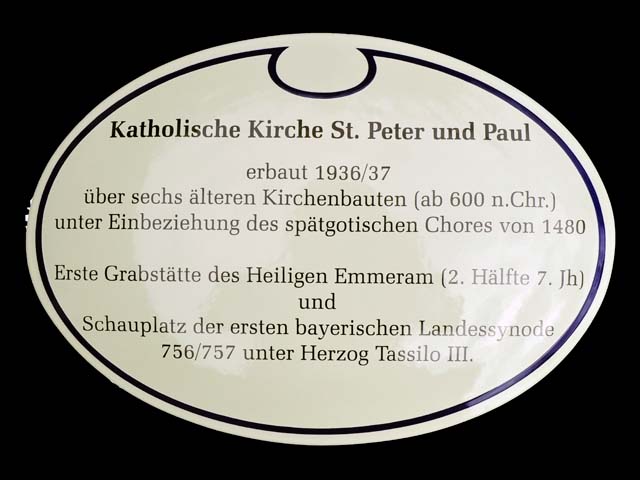 Katholische Kirche St. Peter und Paul
erbaut 1936/37
über sechs älteren Kirchenbauten (ab 600 n.Chr.)
unter Einbeziehung des spätgotischen Chores von 1480
Erste Grabstätte des Heiligen Emmeram (2. Hälfte 7. Jh)
und
Schauplatz der ersten bayerischen Landessynode
756/757 unter Herzog Tassilo III.